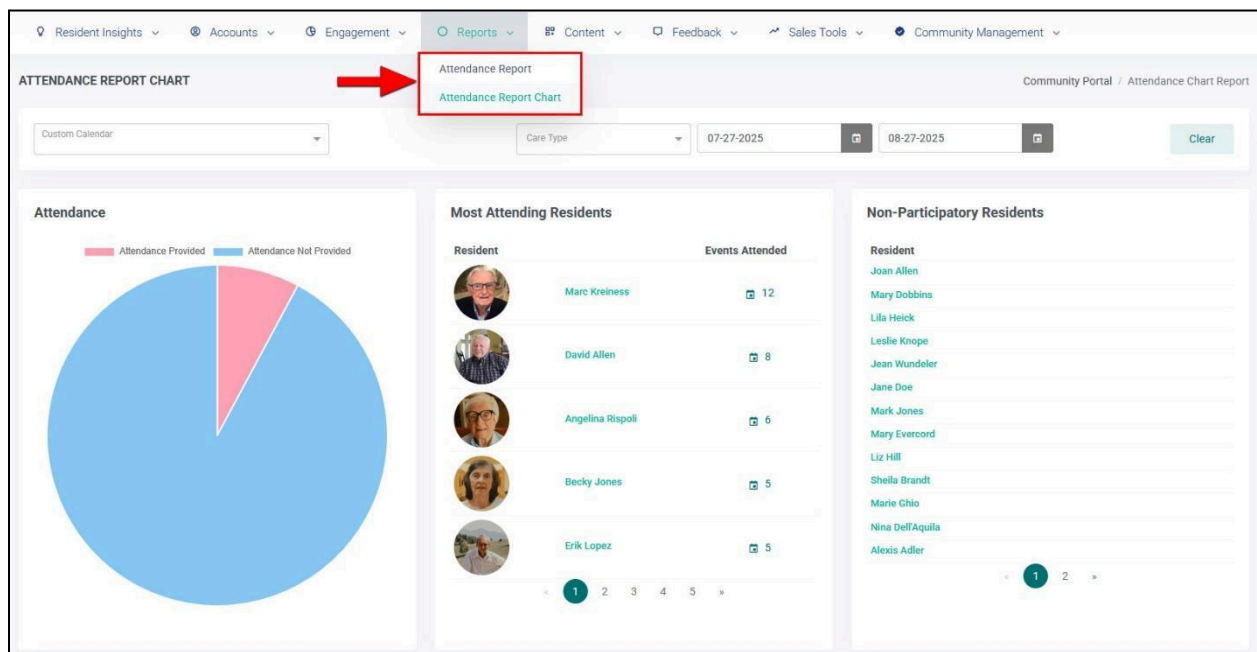 Resident Insights Accounts Engagement Reports Content Feedback Sales Tools Community Management
Attendance Report
Attendance Report Chart
ATTENDANCE REPORT CHART
Community Portal / Attendance Chart Report
Custom Calendar
Care Type
07-27-2025
08-27-2025
Clear
Attendance
Attendance Provided Attendance Not Provided
Most Attending Residents
Resident Events Attended
Marc Kreiness 12
David Allen 8
Angelina Rispoli 6
Becky Jones 5
Erik Lopez 5
« 1 2 3 4 5 »
Non-Participatory Residents
Resident
Joan Allen
Mary Dobbins
Lila Heick
Leslie Knope
Jean Wundeler
Jane Doe
Mark Jones
Mary Evercord
Liz Hill
Sheila Brandt
Marie Ghio
Nina Dell'Aquila
Alexis Adler
« 1 2 »